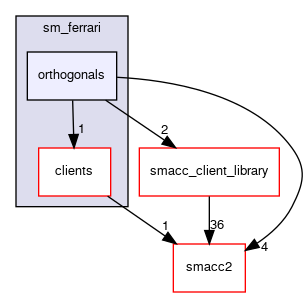 sm_ferrari
orthogonals
1
2
clients
smacc_client_library
1
36
4
smacc2